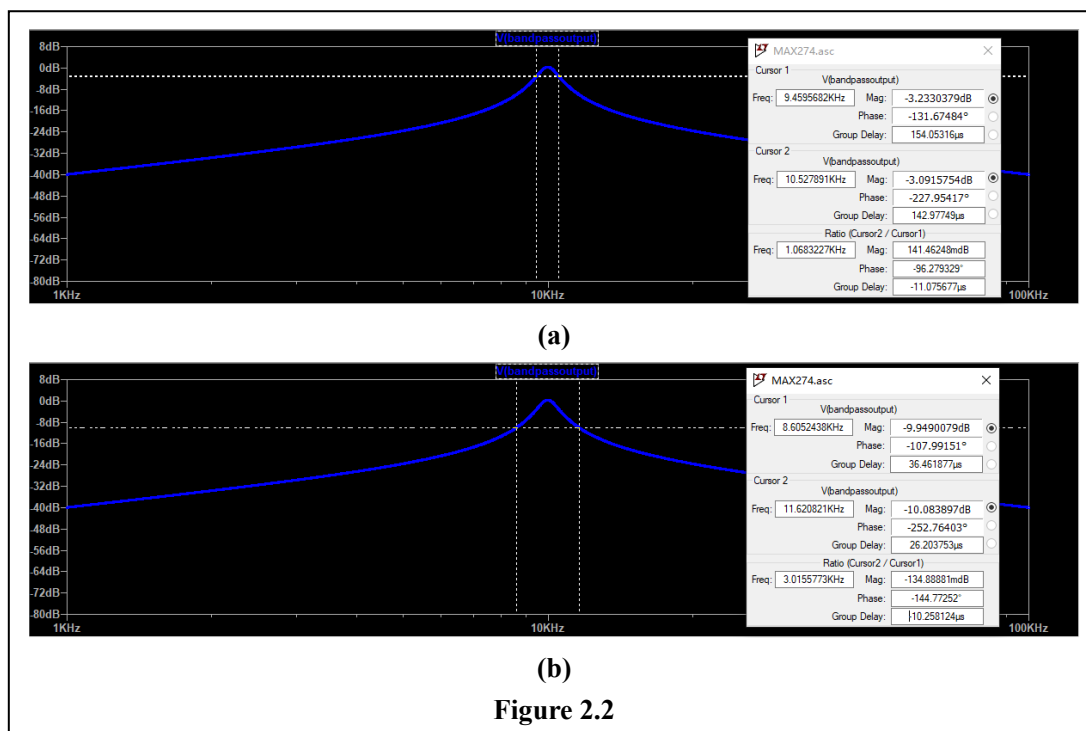 V(bandpassoutput)
8dB
0dB
-8dB
-16dB
-24dB
-32dB
-40dB
-48dB
-56dB
-64dB
-72dB
-80dB
1KHz
10KHz
100KHz
MAX274.asc
Cursor 1
V(bandpassoutput)
Freq: 9.4595682KHz Mag: -3.2330379dB
Phase: -131.67484°
Group Delay: 154.05316µs
Cursor 2
V(bandpassoutput)
Freq: 10.527891KHz Mag: -3.0915754dB
Phase: -227.95417°
Group Delay: 142.97749µs
Ratio (Cursor2 / Cursor1)
Freq: 1.0683227KHz Mag: 141.46248mdB
Phase: -96.279329°
Group Delay: -11.075677µs
(a)
V(bandpassoutput)
8dB
0dB
-8dB
-16dB
-24dB
-32dB
-40dB
-48dB
-56dB
-64dB
-72dB
-80dB
1KHz
10KHz
100KHz
MAX274.asc
Cursor 1
V(bandpassoutput)
Freq: 8.6052438KHz Mag: -9.9490079dB
Phase: -107.99151°
Group Delay: 36.461877µs
Cursor 2
V(bandpassoutput)
Freq: 11.620821KHz Mag: -10.083897dB
Phase: -252.76403°
Group Delay: 26.203753µs
Ratio (Cursor2 / Cursor1)
Freq: 3.0155773KHz Mag: -134.88881mdB
Phase: -144.77252°
Group Delay: -10.258124µs
(b)
Figure 2.2